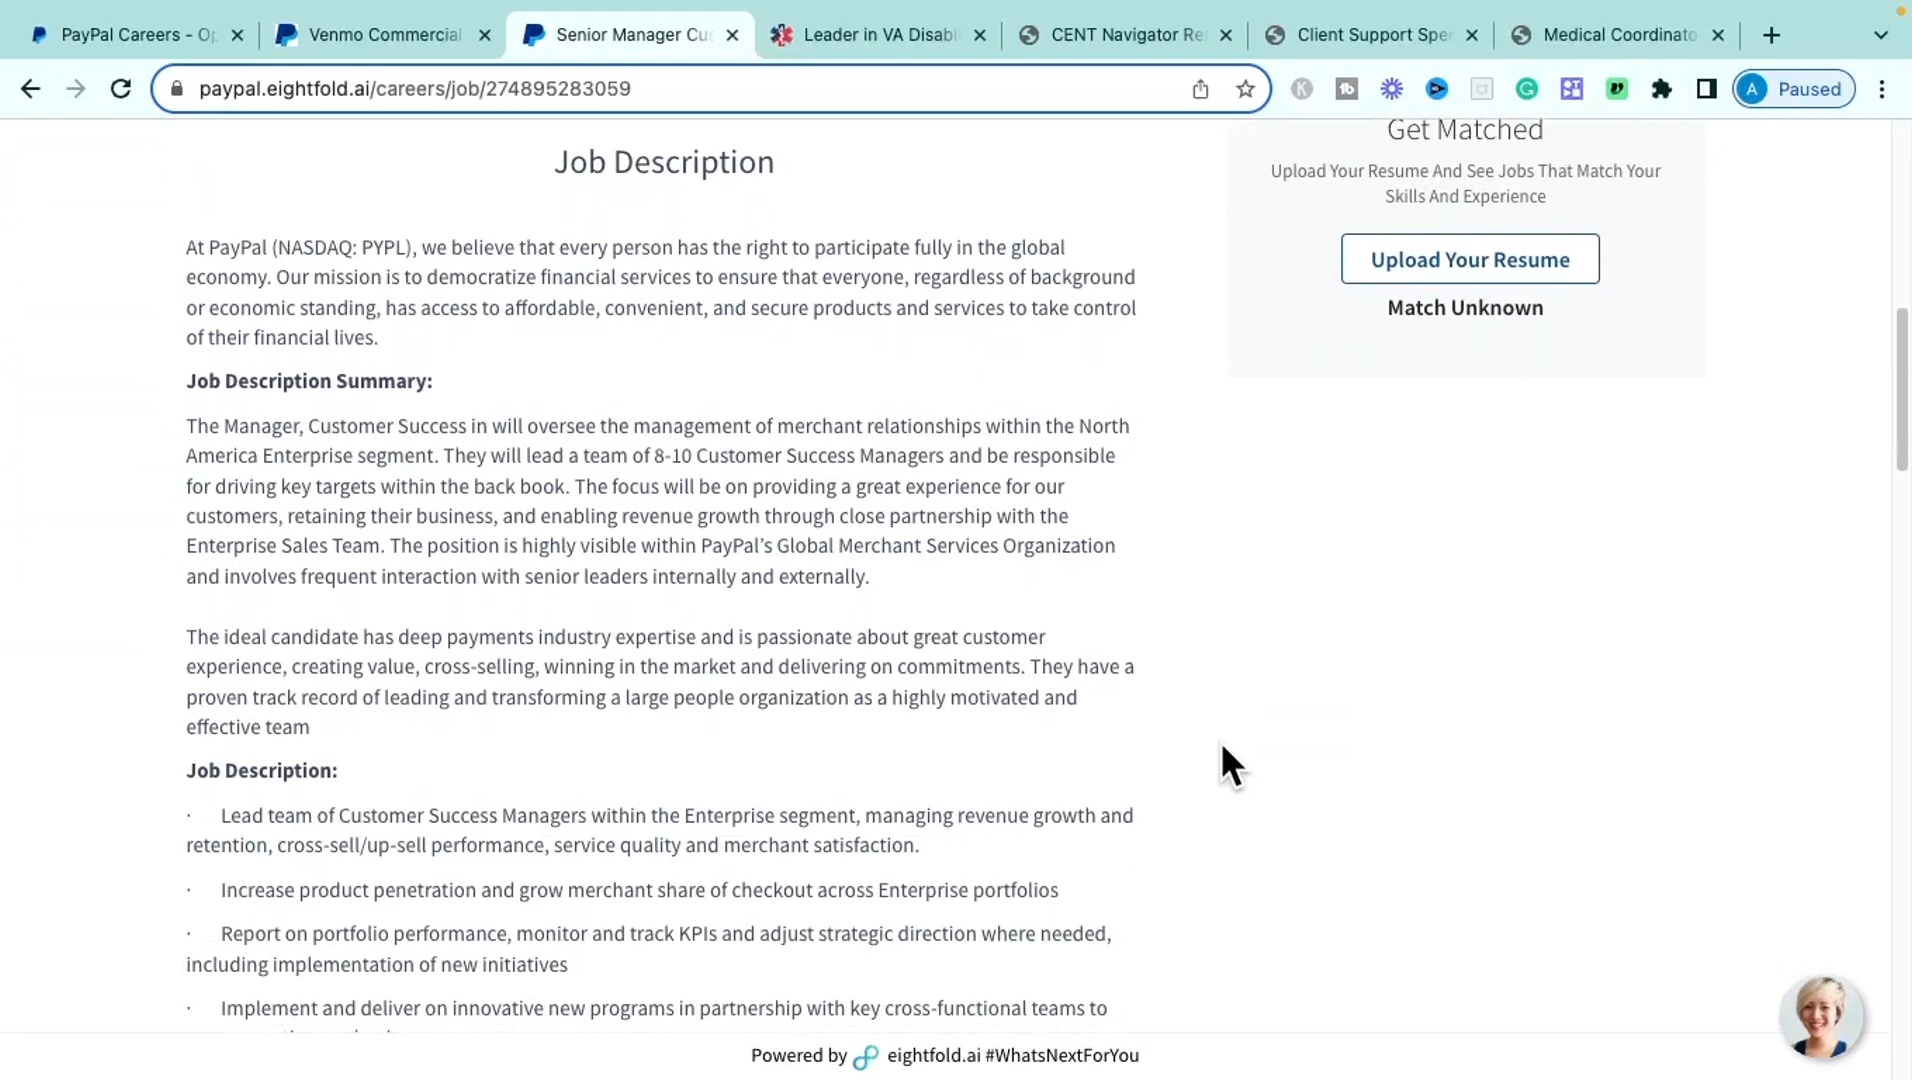 PayPal Careers - Op
Venmo Commercial
Senior Manager Cus
Leader in VA Disabi
CENT Navigator Re
Client Support Spe
Medical Coordinato
paypal.eightfold.ai/careers/job/274895283059
Paused
Get Matched
Upload Your Resume And See Jobs That Match Your
Skills And Experience
Upload Your Resume
Match Unknown
Job Description
At PayPal (NASDAQ: PYPL), we believe that every person has the right to participate fully in the global
economy. Our mission is to democratize financial services to ensure that everyone, regardless of background
or economic standing, has access to affordable, convenient, and secure products and services to take control
of their financial lives.
Job Description Summary:
The Manager, Customer Success in will oversee the management of merchant relationships within the North
America Enterprise segment. They will lead a team of 8-10 Customer Success Managers and be responsible
for driving key targets within the back book. The focus will be on providing a great experience for our
customers, retaining their business, and enabling revenue growth through close partnership with the
Enterprise Sales Team. The position is highly visible within PayPal's Global Merchant Services Organization
and involves frequent interaction with senior leaders internally and externally.
The ideal candidate has deep payments industry expertise and is passionate about great customer
experience, creating value, cross-selling, winning in the market and delivering on commitments. They have a
proven track record of leading and transforming a large people organization as a highly motivated and
effective team
Job Description:
· Lead team of Customer Success Managers within the Enterprise segment, managing revenue growth and
retention, cross-sell/up-sell performance, service quality and merchant satisfaction.
· Increase product penetration and grow merchant share of checkout across Enterprise portfolios
· Report on portfolio performance, monitor and track KPIs and adjust strategic direction where needed,
including implementation of new initiatives
· Implement and deliver on innovative new programs in partnership with key cross-functional teams to
Powered by eightfold.ai #WhatsNextForYou